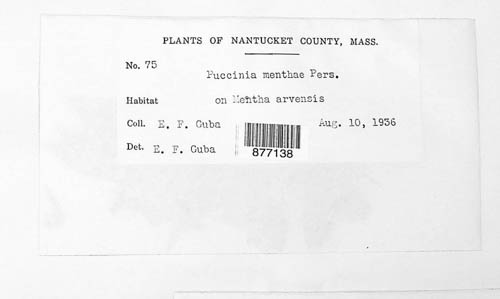 PLANTS OF NANTUCKET COUNTY, MASS.
No. 75
Puccinia menthae Pers.
Habitat on Mentha arvensis
Coll. E. F. Guba Aug. 10, 1936
Det. E. F. Guba
877138